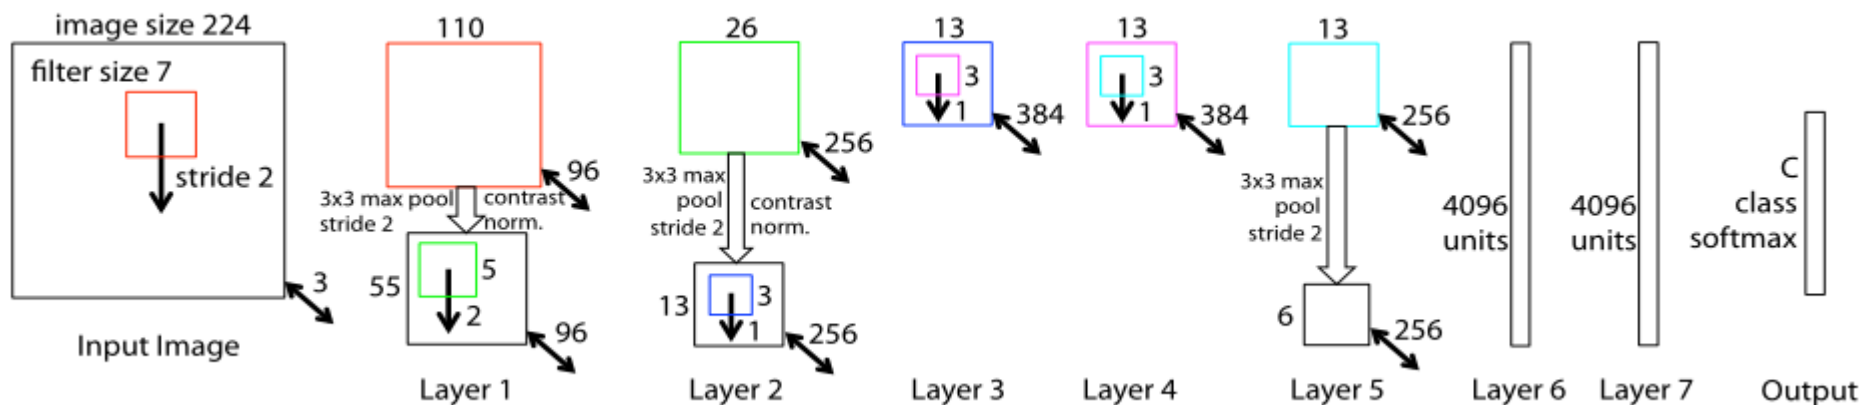 image size 224
filter size 7
stride 2
3
Input Image
110
96
3x3 max pool
stride 2
contrast
norm.
55
5
2
96
Layer 1
26
256
3x3 max
pool
stride 2
contrast
norm.
13
3
1
256
Layer 2
13
3
1
384
Layer 3
13
3
1
384
Layer 4
13
256
3x3 max
pool
stride 2
6
256
Layer 5
4096
units
Layer 6
4096
units
Layer 7
C
class
softmax
Output